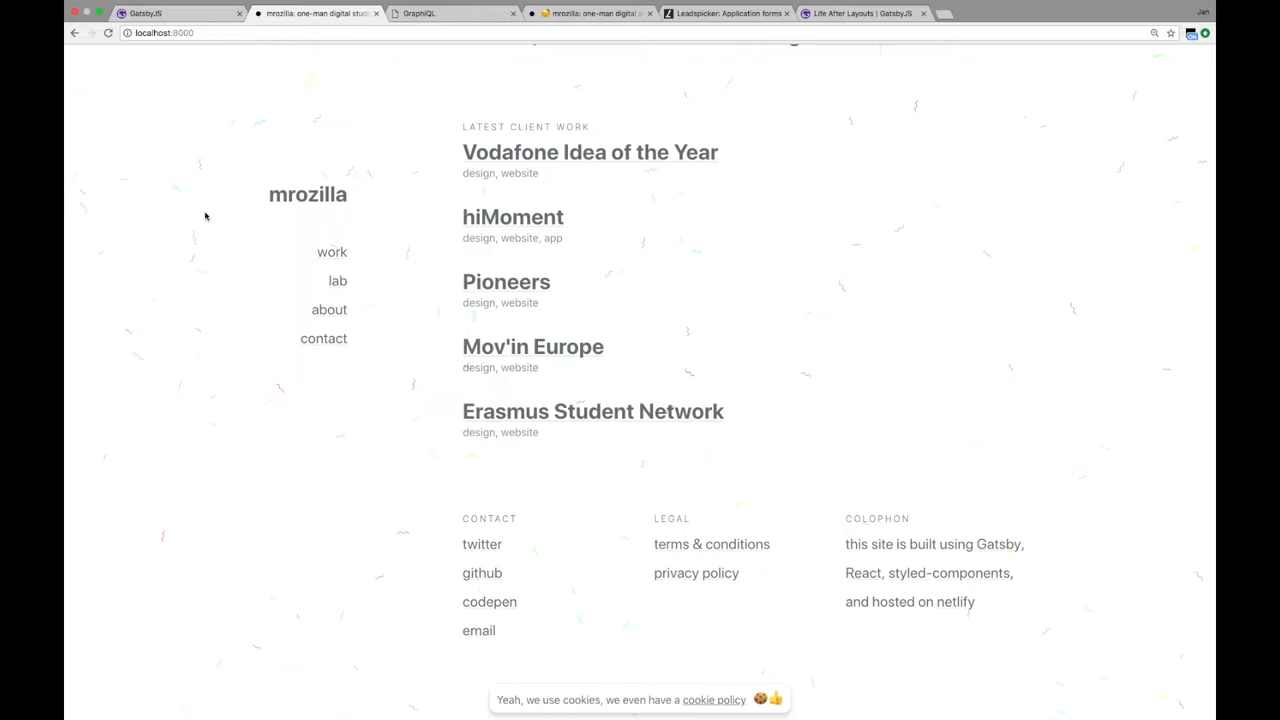 GatsbyJS
mrozilla: one-man digital stud
GraphiQL
mrozilla: one-man digital s
Leadspicker: Application forms
Life After Layouts | GatsbyJS
Jan
localhost:8000
LATEST CLIENT WORK
Vodafone Idea of the Year
design, website
mrozilla
hiMoment
design, website, app
work
lab
about
contact
Pioneers
design, website
Mov'in Europe
design, website
Erasmus Student Network
design, website
CONTACT
twitter
github
codepen
email
LEGAL
terms & conditions
privacy policy
COLOPHON
this site is built using Gatsby,
React, styled-components,
and hosted on netlify
Yeah, we use cookies, we even have a cookie policy 🍪👍